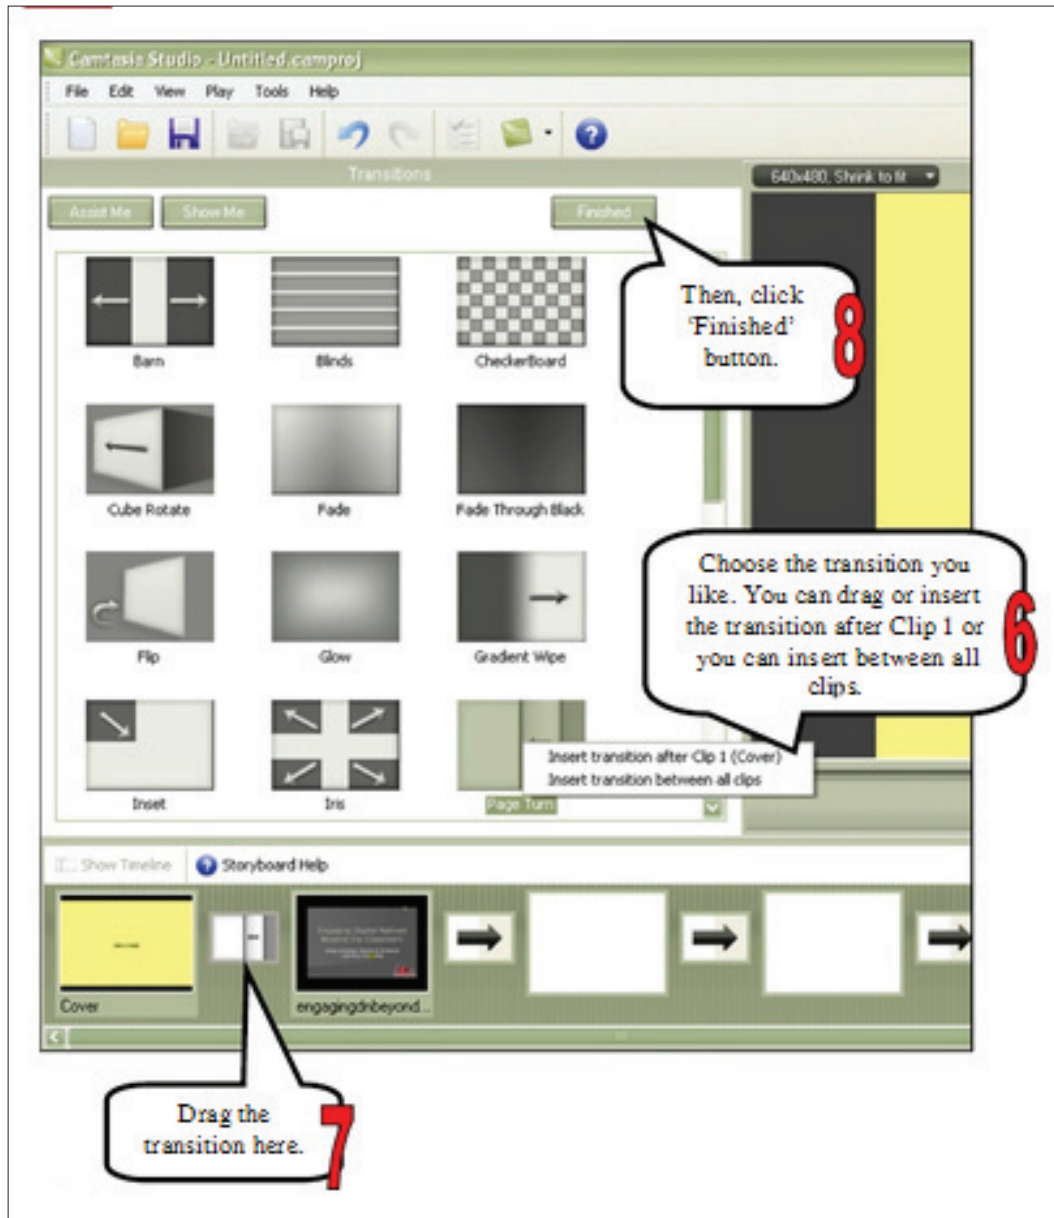 Camtasia Studio - Untitled.camproj
File Edit View Play Tools Help
Transitions
640x480, Shrink to fit
Assist Me Show Me Finished
Then, click
‘Finished’
button.
8
Barn Blinds CheckerBoard
Cube Rotate Fade Fade Through Black
Choose the transition you
like. You can drag or insert
the transition after Clip 1 or
you can insert between all
clips.
6
Flip Glow Gradient Wipe
Insert transition after Clip 1 (Cover)
Insert transition between all clips
Inset Iris Page Turn
Show Timeline Storyboard Help
Cover engagingdnbeyond...
Drag the
transition here.
7